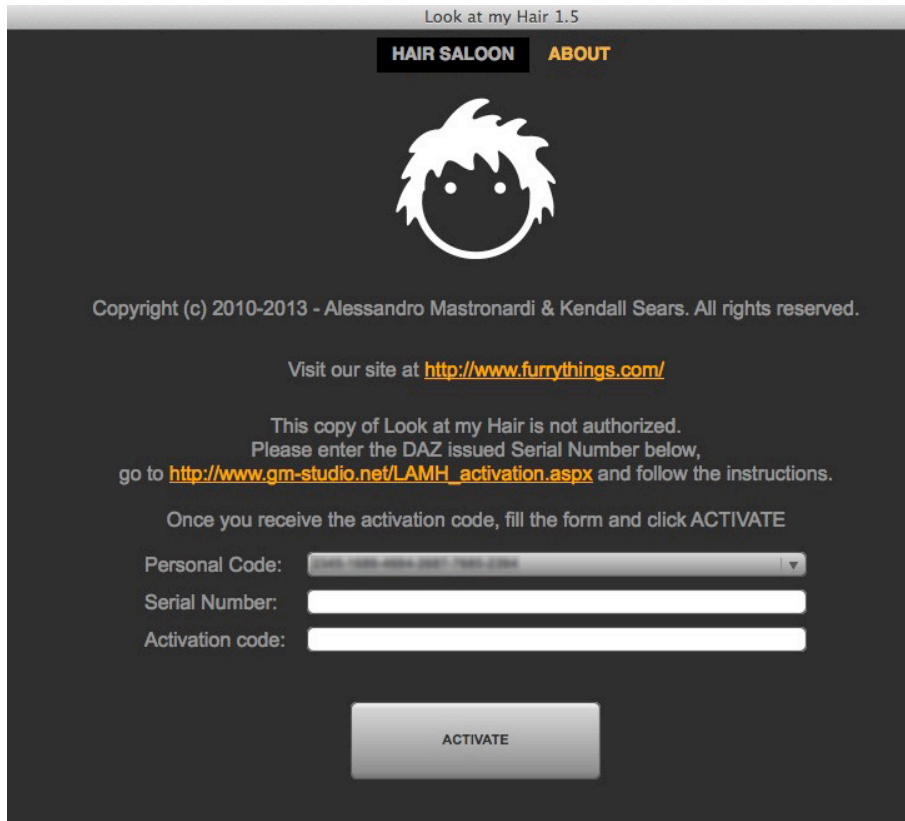 Look at my Hair 1.5
HAIR SALOON ABOUT
Copyright (c) 2010-2013 - Alessandro Mastronardi & Kendall Sears. All rights reserved.
Visit our site at http://www.furrythings.com/
This copy of Look at my Hair is not authorized.
Please enter the DAZ issued Serial Number below,
go to http://www.gm-studio.net/LAMH_activation.aspx and follow the instructions.
Once you receive the activation code, fill the form and click ACTIVATE
Personal Code:
Serial Number:
Activation code:
ACTIVATE